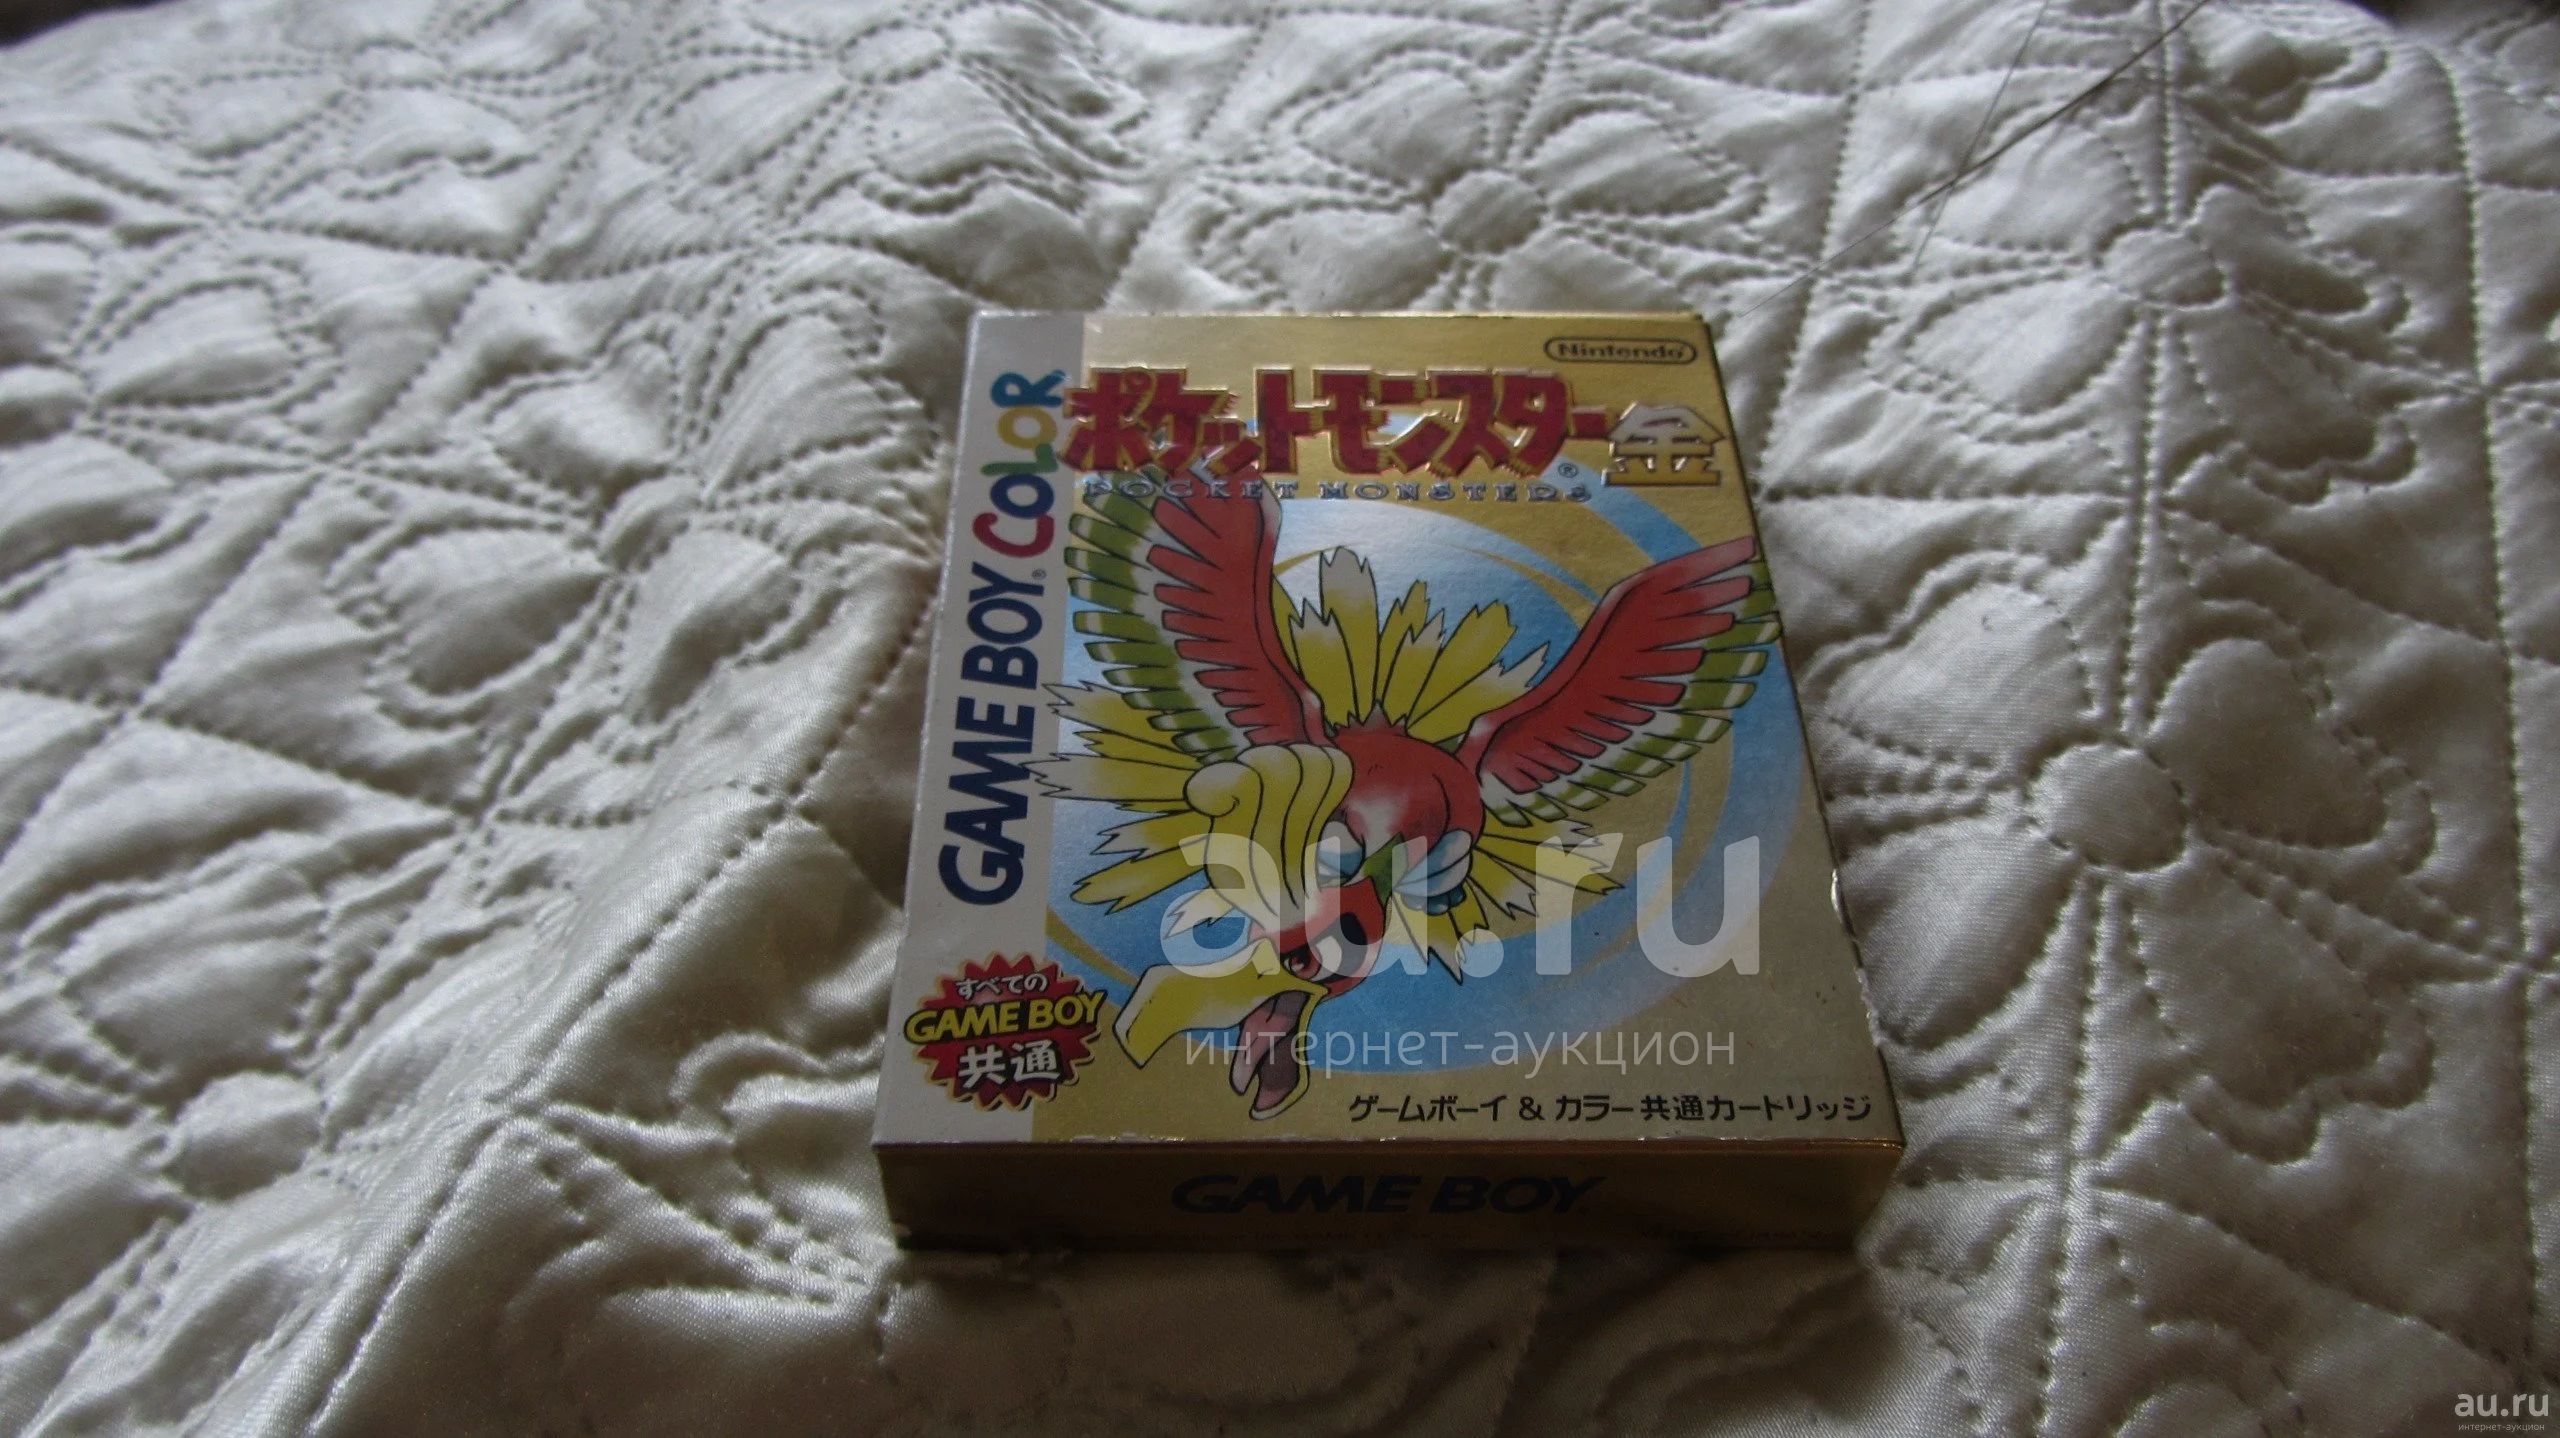 Nintendo
ポケットモンスター金
POCKET MONSTERS
GAME BOY COLOR
すべての
GAME BOY
共通
ゲームボーイ & カラー共通カートリッジ
GAME BOY
au.ru
интернет-аукцион
au.ru
интернет-аукцион